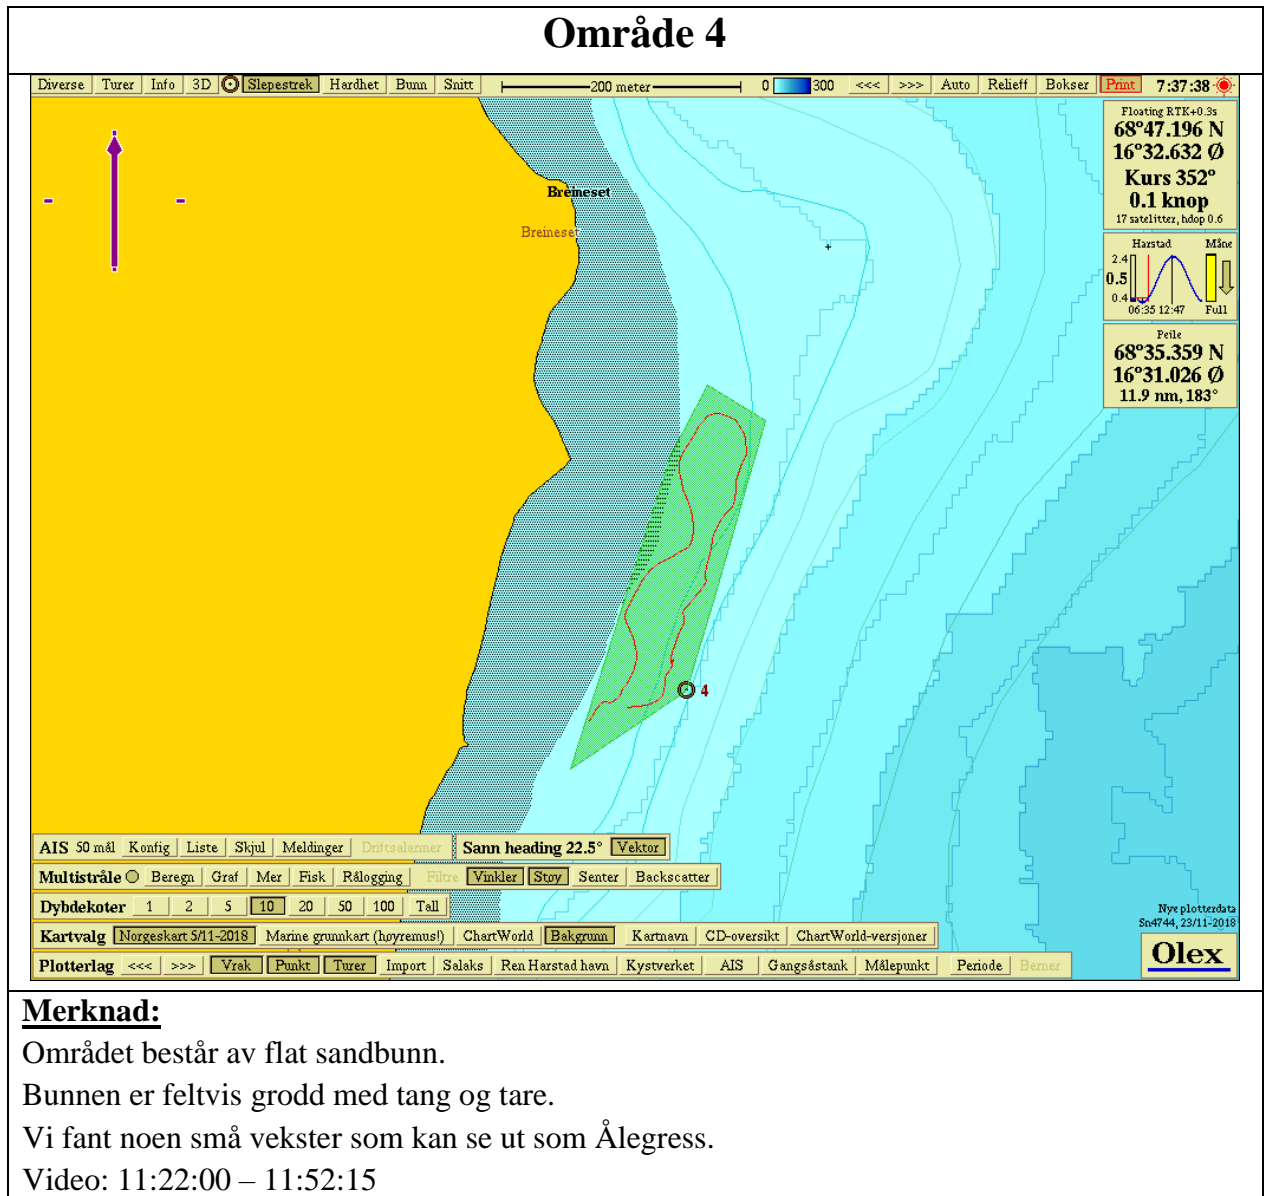 Område 4
Diverse Turer Info 3D Slepestrek Hardhet Bunn Snitt 200 meter 0 300 <<< >>> Auto Relieff Bokser Print 7:37:38
Floating RTK+0.3s
68°47.196 N
16°32.632 Ø
Kurs 352°
0.1 knop
17 satelitter, hdop 0.6
Breineset
Breineset
Harstad Måne
2.4
0.5
0.4
06:35 12:47 Full
Peile
68°35.359 N
16°31.026 Ø
11.9 nm, 183°
4
AIS 50 mål Konfig Liste Skjul Meldinger Driftsalarmer Sann heading 22.5° Vektor
Multistråle Beregn Graf Mer Fisk Rålogging Filtre Vinkler Støy Senter Backscatter
Dybdekoter 1 2 5 10 20 50 100 Tall
Nye plotterdata
Sn4744, 23/11-2018
Kartvalg Norgeskart 5/11-2018 Marine grunnkart (høyremus!) ChartWorld Bakgrunn Kartnavn CD-oversikt ChartWorld-versjoner
Olex
Plotterlag <<< >>> Vrak Punkt Turer Import Salaks Ren Harstad havn Kystverket AIS Gangsåstank Målepunkt Periode Berner
Merknad:
Området består av flat sandbunn.
Bunnen er feltvis grodd med tang og tare.
Vi fant noen små vekster som kan se ut som Ålegress.
Video: 11:22:00 – 11:52:15